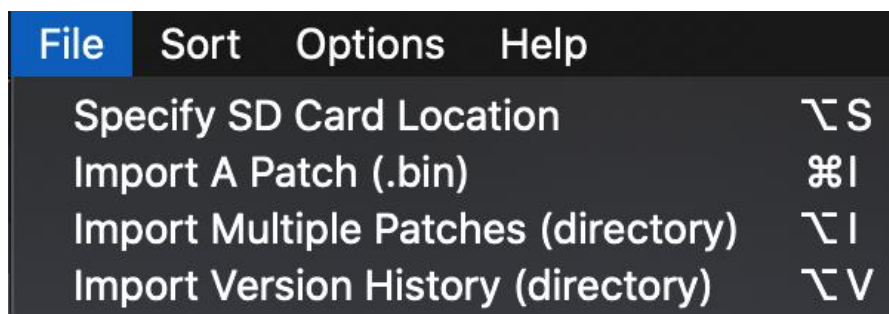 File Sort Options Help
Specify SD Card Location ⌥S
Import A Patch (.bin) ⌘I
Import Multiple Patches (directory) ⌥I
Import Version History (directory) ⌥V